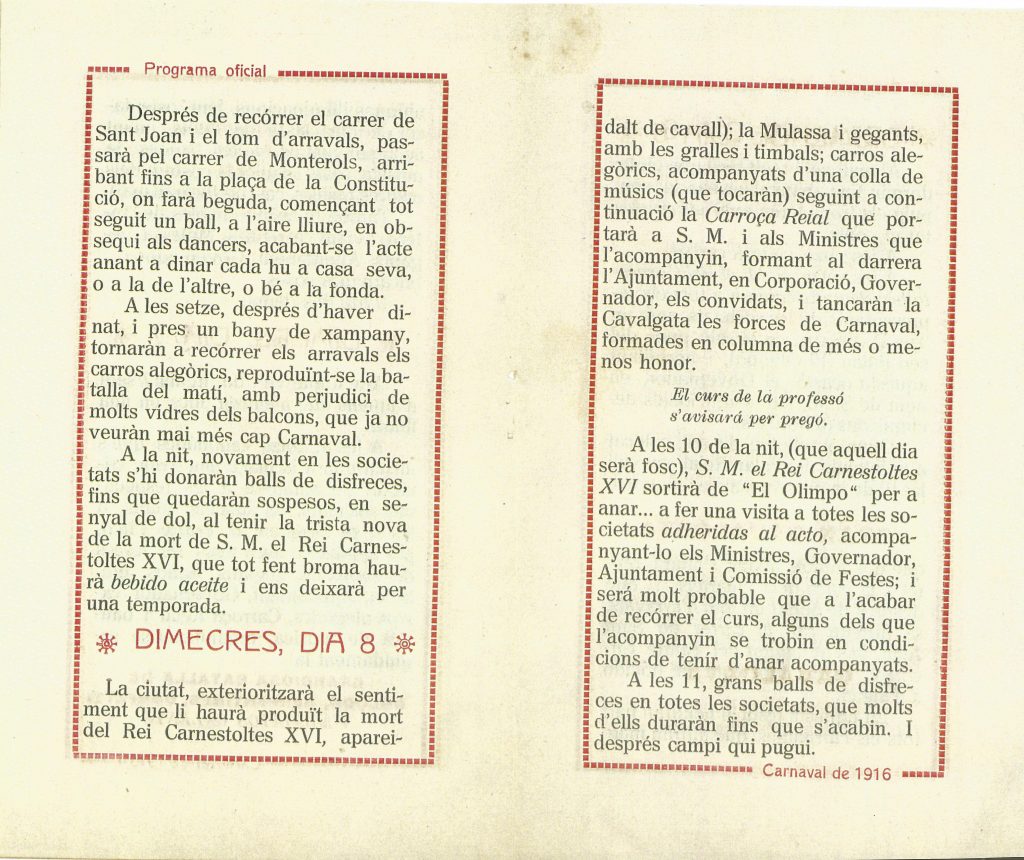 Programa oficial
Després de recórrer el carrer de
Sant Joan i el tom d'arravals, pas-
sarà pel carrer de Monterols, arri-
bant fins a la plaça de la Constitu-
ció, on farà beguda, començant tot
seguit un ball, a l'aire lliure, en ob-
sequi als dancers, acabant-se l'acte
anant a dinar cada hu a casa seva,
o a la de l'altre, o bé a la fonda.
A les setze, després d'haver di-
nat, i pres un bany de xampany,
tornaràn a recórrer els arravals els
carros alegòrics, reproduïnt-se la ba-
talla del matí, amb perjudici de
molts vídres dels balcons, que ja no
veuràn mai més cap Carnaval.
A la nit, novament en les socie-
tats s'hi donaràn balls de disfreces,
fins que quedaràn sospesos, en se-
nyal de dol, al tenir la trista nova
de la mort de S. M. el Rei Carnes-
toltes XVI, que tot fent broma hau-
rà bebido aceite i ens deixarà per
una temporada.
DIMECRES, DIA 8
La ciutat, exterioritzarà el senti-
ment que li haurà produït la mort
del Rei Carnestoltes XVI, aparei-
dalt de cavall); la Mulassa i gegants,
amb les gralles i timbals; carros ale-
gòrics, acompanyats d'una colla de
músics (que tocaràn) seguint a con-
tinuació la Carroça Reial que por-
tarà a S. M. i als Ministres que
l'acompanyin, formant al darrera
l'Ajuntament, en Corporació, Gover-
nador, els convidats, i tancaràn la
Cavalgata les forces de Carnaval,
formades en columna de més o me-
nos honor.
El curs de la professó
s'avisará per pregó.
A les 10 de la nit, (que aquell dia
serà fosc), S. M. el Rei Carnestoltes
XVI sortirà de "El Olimpo" per a
anar... a fer una visita a totes les so-
cietats adheridas al acto, acompa-
nyant-lo els Ministres, Governador,
Ajuntament i Comissió de Festes; i
será molt probable que a l'acabar
de recórrer el curs, alguns dels que
l'acompanyin se trobin en condi-
cions de tenir d'anar acompanyats.
A les 11, grans balls de disfre-
ces en totes les societats, que molts
d'ells duraràn fins que s'acabin. I
després campi qui pugui.
Carnaval de 1916